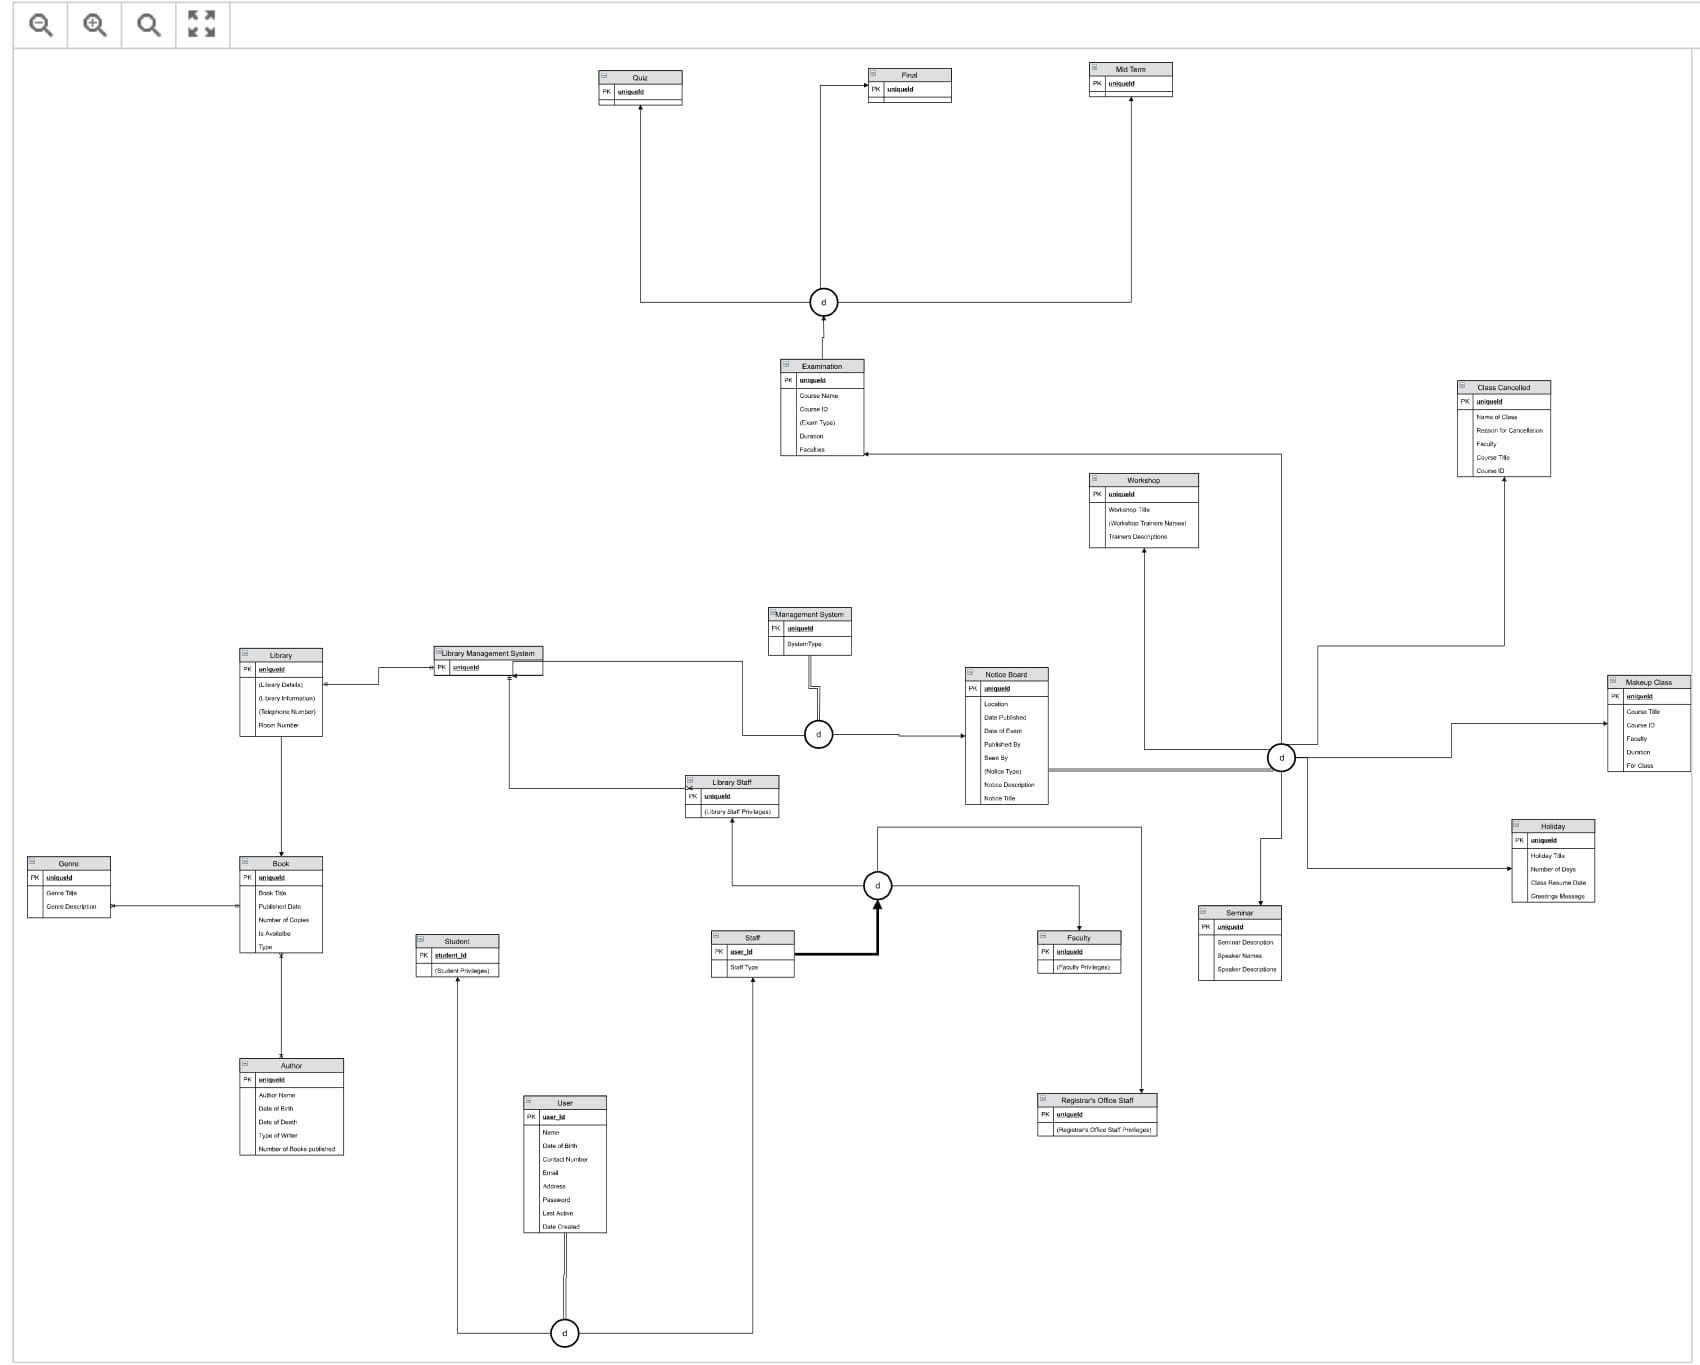 Quiz
PK uniqueId
Final
PK uniqueId
Mid Term
PK uniqueId
d
Examination
PK uniqueId
Course Name
Course ID
(Exam Type)
Duration
Faculties
Class Cancelled
PK uniqueId
Name of Class
Reason for Cancellation
Faculty
Course Title
Course ID
Workshop
PK uniqueId
Workshop Title
(Workshop Trainers Names)
Trainers Descriptions
Management System
PK uniqueId
SystemType
Library
PK uniqueId
(Library Details)
(Library Information)
(Telephone Number)
Room Number
Library Management System
PK uniqueId
Notice Board
PK uniqueId
Location
Date Published
Date of Exam
Published By
Seen By
(Notice Type)
Notice Description
Notice Title
d
d
Makeup Class
PK uniqueId
Course Title
Course ID
Faculty
Duration
For Class
Library Staff
PK uniqueId
(Library Staff Privilages)
Holiday
PK uniqueId
Holiday Title
Number of Days
Class Resume Date
Greetings Message
Genre
PK uniqueId
Genre Title
Genre Description
Book
PK uniqueId
Book Title
Published Date
Number of Copies
Is Availalbe
Type
d
Seminar
PK uniqueId
Seminar Description
Speaker Names
Speaker Descriptions
Student
PK student_Id
(Student Privileges)
Staff
PK user_Id
Staff Type
Faculty
PK uniqueId
(Faculty Privileges)
Author
PK uniqueId
Author Name
Date of Birth
Date of Death
Type of Writer
Number of Books published
User
PK user_Id
Name
Date of Birth
Contact Number
Email
Address
Password
Last Active
Date Created
Registrar's Office Staff
PK uniqueId
(Registrer's Office Staff Privileges)
d